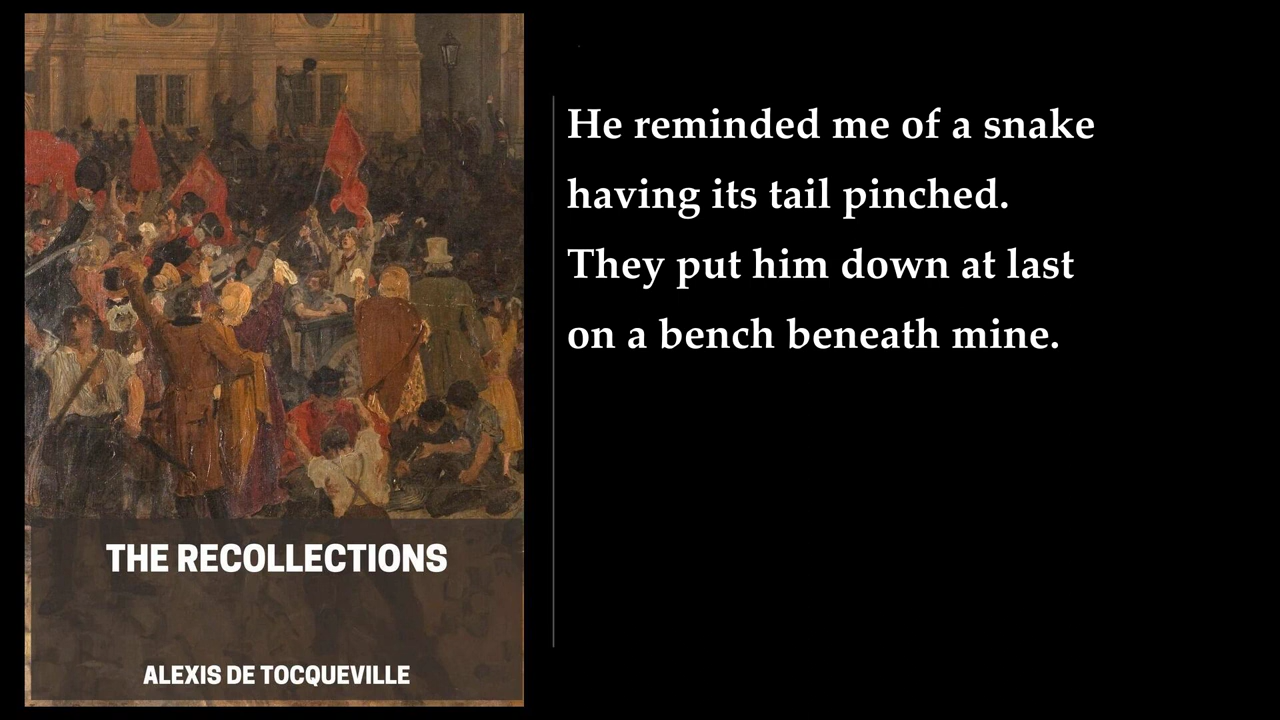 He reminded me of a snake
having its tail pinched.
They put him down at last
on a bench beneath mine.
THE RECOLLECTIONS
ALEXIS DE TOCQUEVILLE